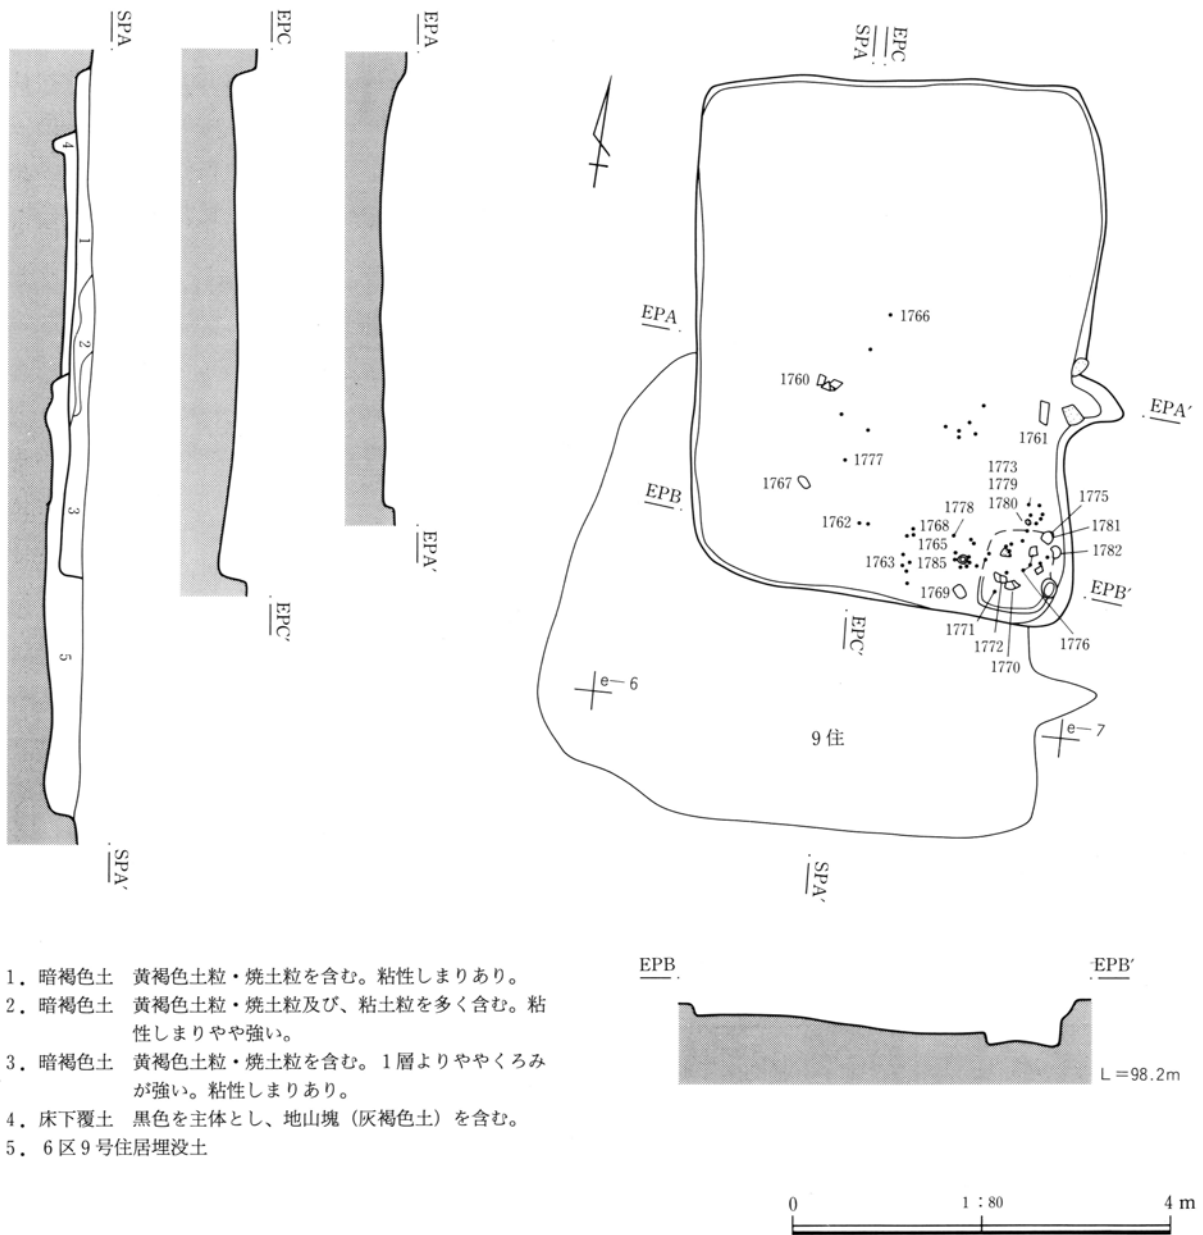 SPA
EPC
EPA
EPC
SPA
4
1
2
3
5
EPA′
EPC′
SPA′
EPA
1766
1760
1761
EPA′
1777
1767
EPB
1762
1773
1779
1780
1778
1775
1781
1782
1768
1765
1763
1785
1769
EPB′
1771
1772
1770
1776
EPC′
e-6
e-7
9住
SPA′
1. 暗褐色土 黄褐色土粒・焼土粒を含む。粘性しまりあり。
2. 暗褐色土 黄褐色土粒・焼土粒及び、粘土粒を多く含む。粘
性しまりやや強い。
3. 暗褐色土 黄褐色土粒・焼土粒を含む。1層よりややくろみ
が強い。粘性しまりあり。
4. 床下覆土 黒色を主体とし、地山塊（灰褐色土）を含む。
5. 6区9号住居埋没土
EPB
EPB′
L=98.2m
0 1:80 4m